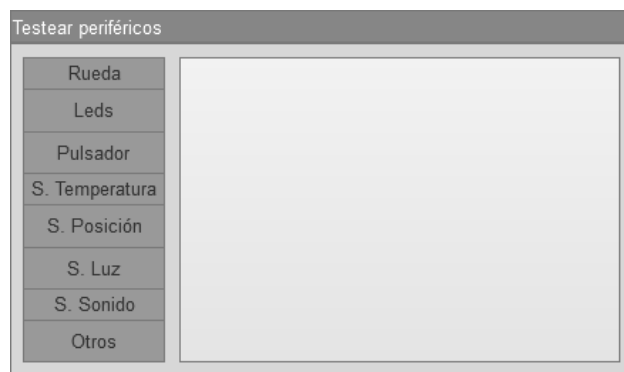 Testear periféricos
Rueda
Leds
Pulsador
S. Temperatura
S. Posición
S. Luz
S. Sonido
Otros